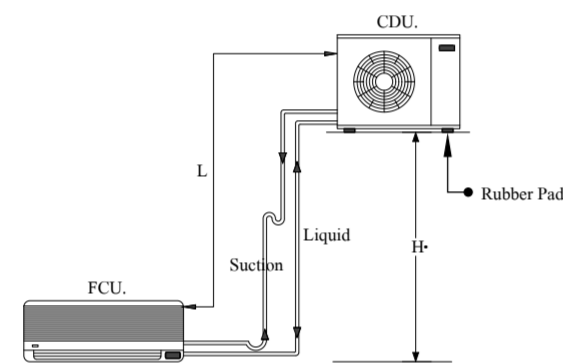 CDU.
L
Rubber Pad
Liquid
H·
Suction
FCU.